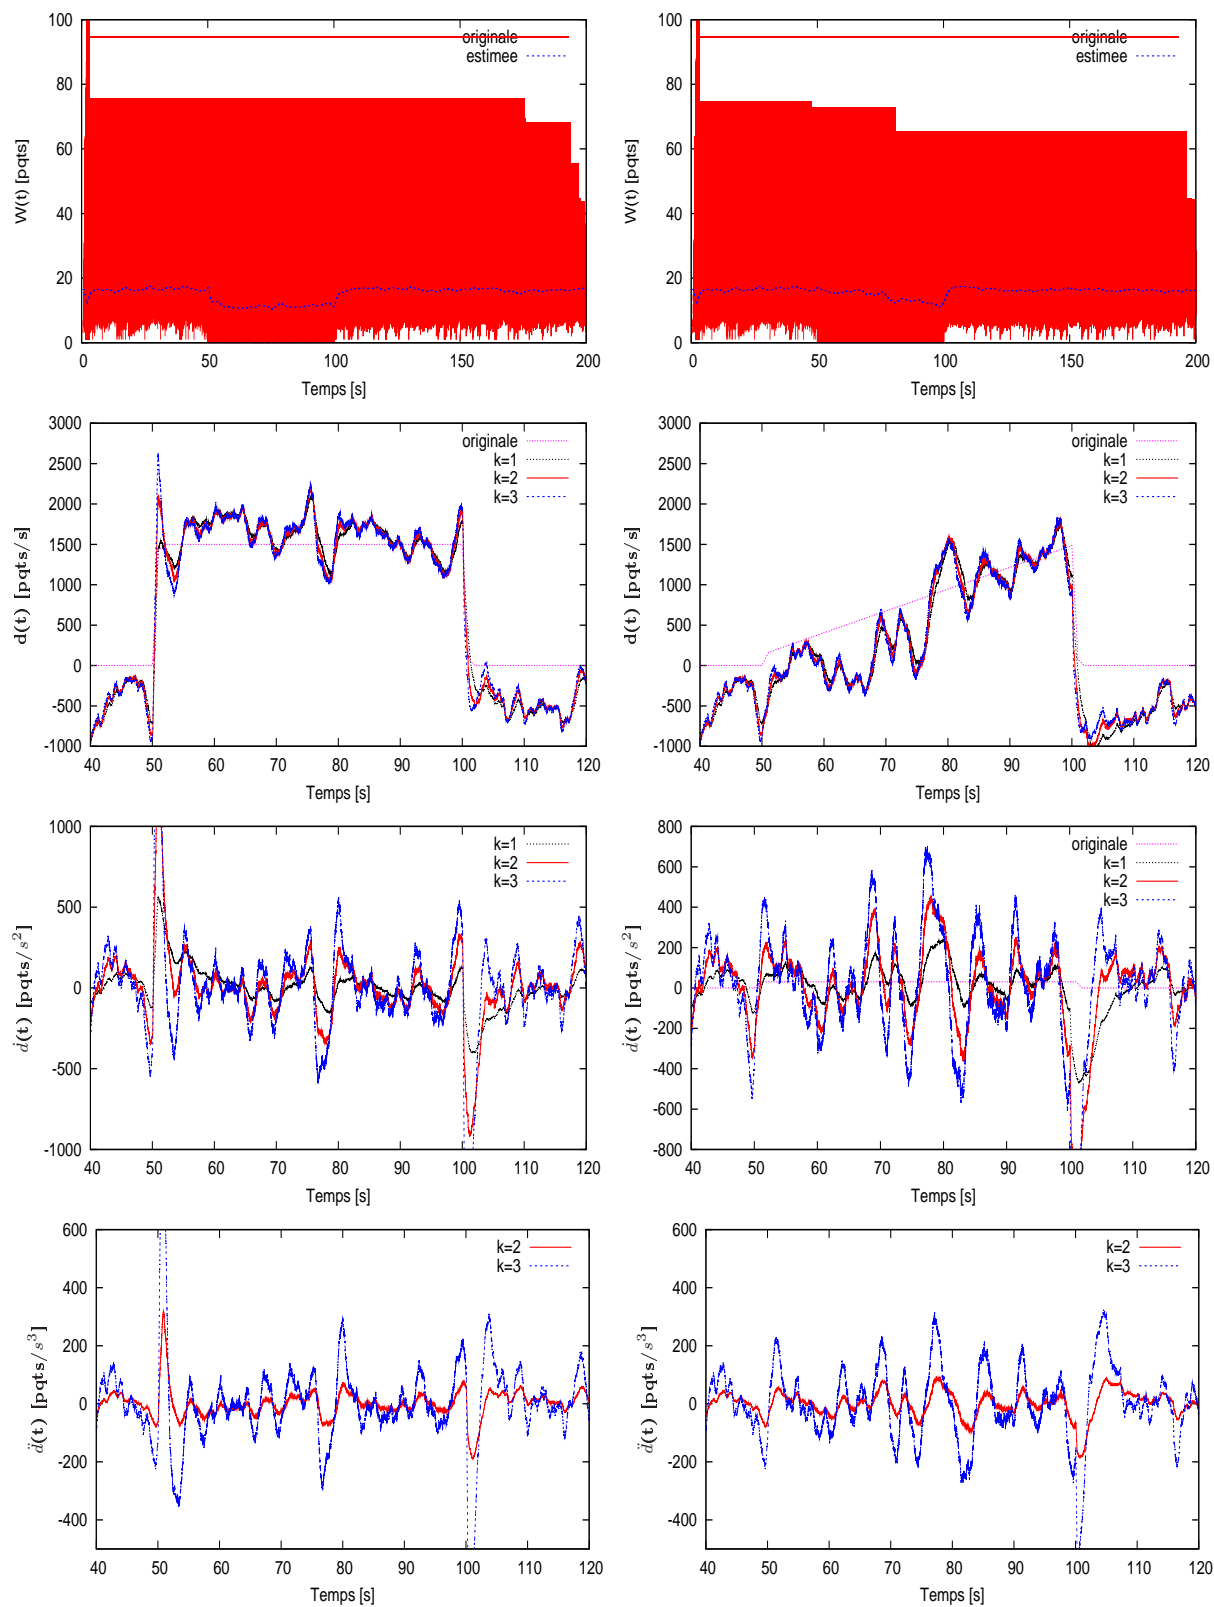 100
80
60
40
20
0
W(t) [pqts]
originale
estimee
0 50 100 150 200
Temps [s]
100
80
60
40
20
0
W(t) [pqts]
originale
estimee
0 50 100 150 200
Temps [s]
3000
2500
2000
1500
1000
500
0
-500
-1000
d(t) [pqts/s]
originale
k=1
k=2
k=3
40 50 60 70 80 90 100 110 120
Temps [s]
3000
2500
2000
1500
1000
500
0
-500
-1000
d(t) [pqts/s]
originale
k=1
k=2
k=3
40 50 60 70 80 90 100 110 120
Temps [s]
1000
500
0
-500
-1000
ḋ(t) [pqts/s²]
k=1
k=2
k=3
40 50 60 70 80 90 100 110 120
Temps [s]
800
600
400
200
0
-200
-400
-600
-800
ḋ(t) [pqts/s²]
originale
k=1
k=2
k=3
40 50 60 70 80 90 100 110 120
Temps [s]
600
400
200
0
-200
-400
d̈(t) [pqts/s³]
k=2
k=3
40 50 60 70 80 90 100 110 120
Temps [s]
600
400
200
0
-200
-400
d̈(t) [pqts/s³]
k=2
k=3
40 50 60 70 80 90 100 110 120
Temps [s]